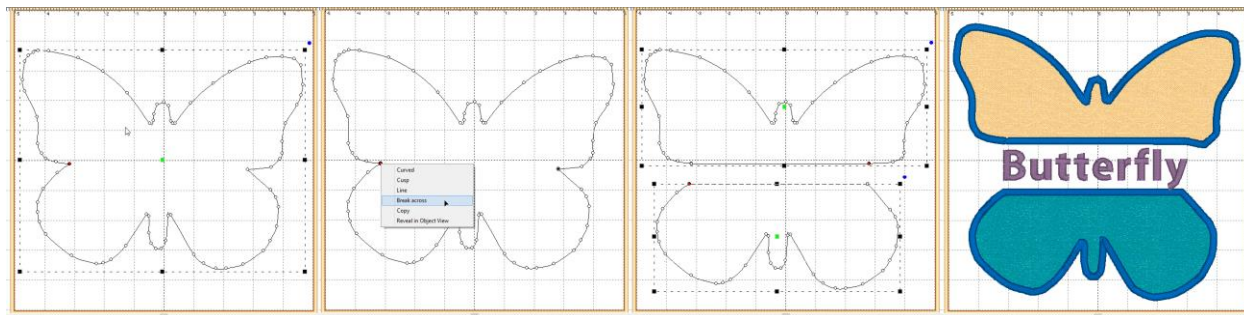 Curved
Cusp
Line
Break across
Copy
Reveal in Object View
Butterfly